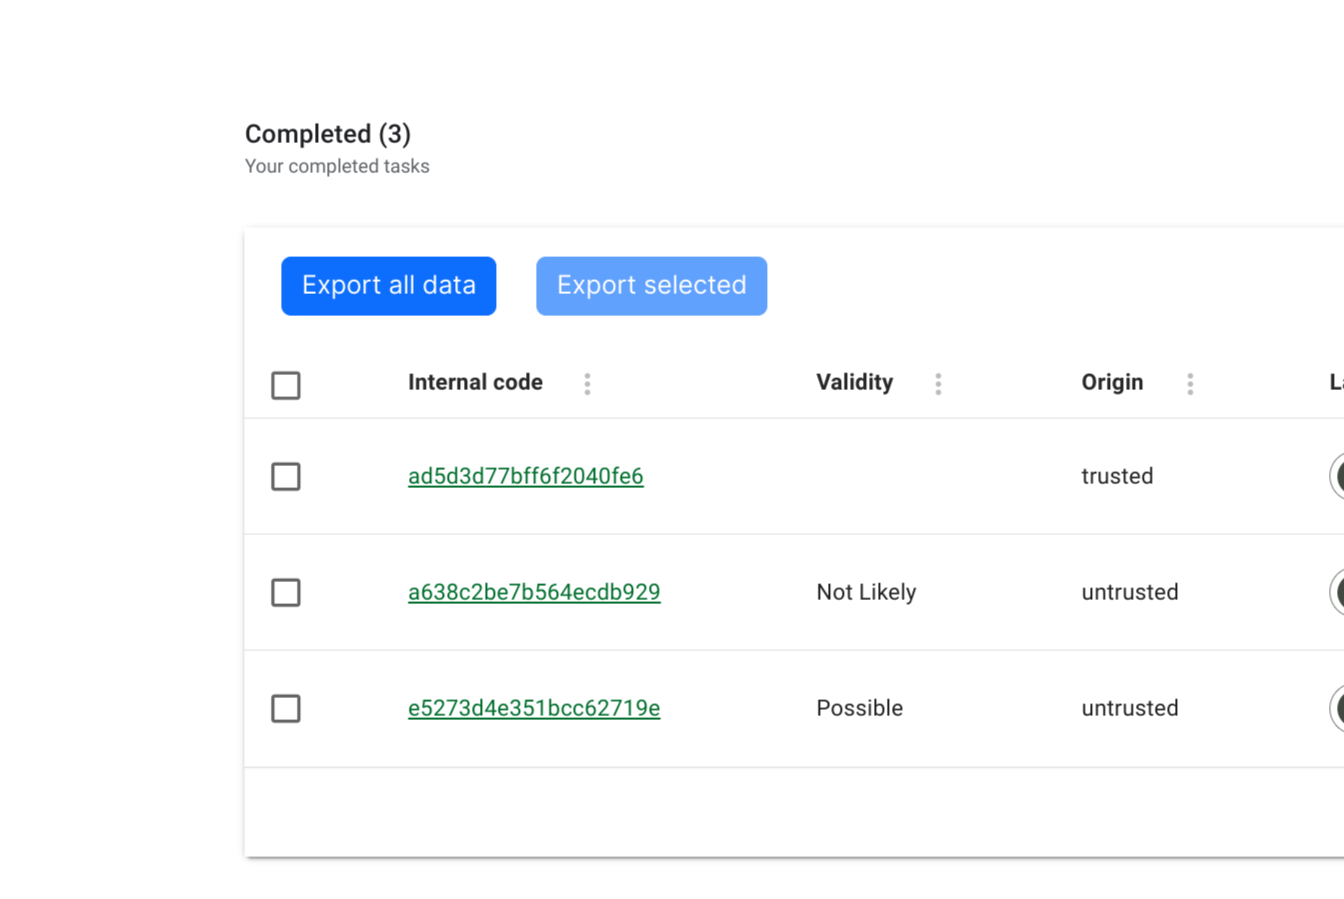 Completed (3)
Your completed tasks
Export all data Export selected
Internal code Validity Origin
ad5d3d77bff6f2040fe6 trusted
a638c2be7b564ecdb929 Not Likely untrusted
e5273d4e351bcc62719e Possible untrusted